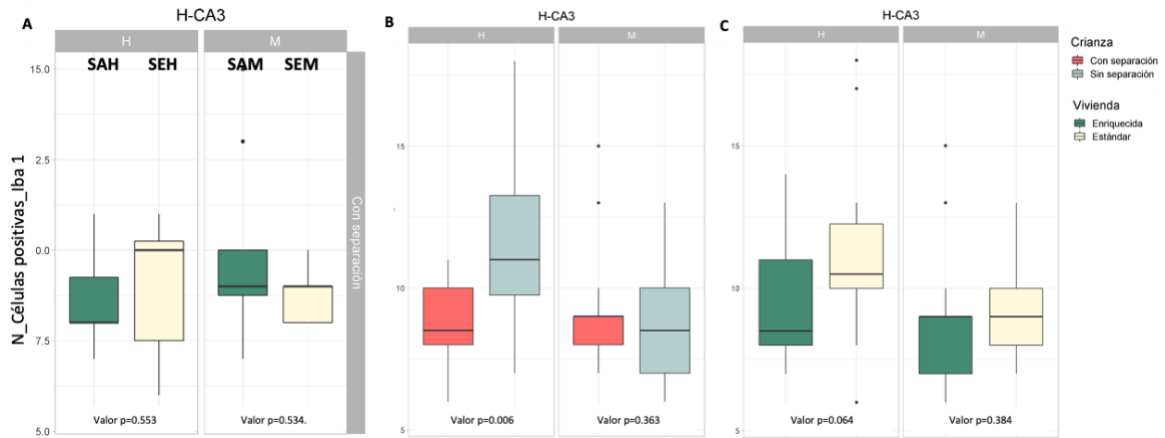 A
H-CA3
H
M
SAH
SEH
SAM
SEM
15.0
2.5
0.0
7.5
5.0
N_Células positivas_Iba 1
Con separación
Valor p=0.553
Valor p=0.534.
B
H-CA3
H
M
15
10
5
Valor p=0.006
Valor p=0.363
C
H-CA3
H
M
15
10
5
Valor p=0.064
Valor p=0.384
Crianza
Con separación
Sin separación
Vivienda
Enriquecida
Estándar